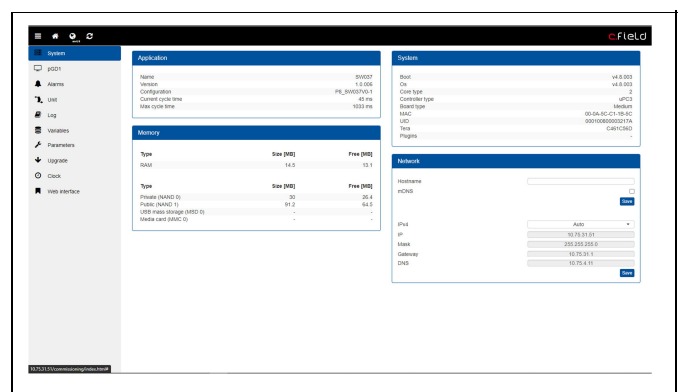 c.field
System
pGD1
Alarms
Unit
Log
Variables
Parameters
Upgrade
Clock
Web interface
Application
Name SW037
Version 1.0.006
Configuration P8_SW037V0-1
Current cycle time 45 ms
Max cycle time 1033 ms
Memory
Type Size [MB] Free [MB]
RAM 14.5 13.1
Type Size [MB] Free [MB]
Private (NAND 0) 30 26.4
Public (NAND 1) 91.2 64.5
USB mass storage (MSD 0) - -
Media card (MMC 0) - -
System
Boot v4.8.003
Os v4.8.003
Core type 2
Controller type uPC3
Board type Medium
MAC 00-0A-5C-C1-1B-5C
UID 000100800003217A
Tera C461C56D
Plugins -
Network
Hostname
mDNS
Save
IPv4 Auto
IP 10.75.31.51
Mask 255.255.255.0
Gateway 10.75.31.1
DNS 10.75.4.11
Save
10.75.31.51/commissioning/index.html#